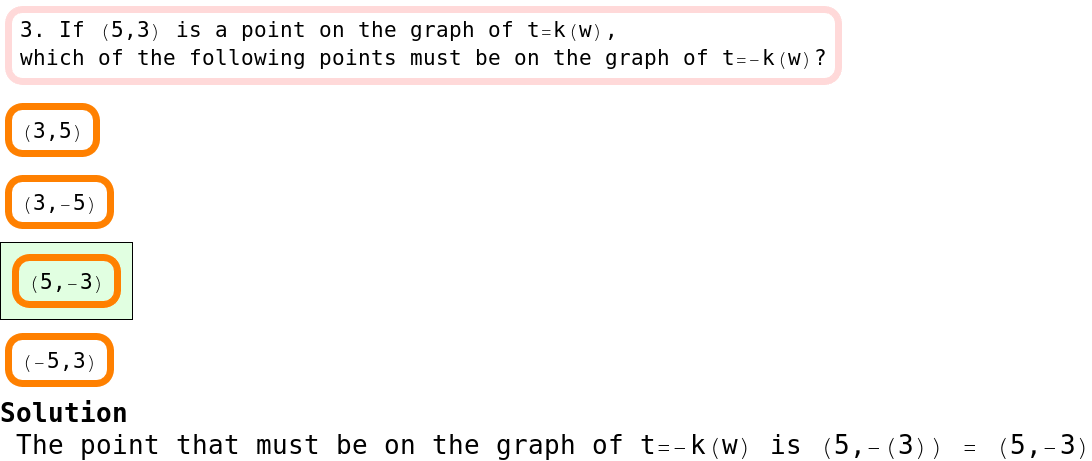 3. If (5,3) is a point on the graph of t=k(w),
which of the following points must be on the graph of t=-k(w)?
(3,5)
(3,-5)
(5,-3)
(-5,3)
Solution
The point that must be on the graph of t=-k(w) is (5,-(3)) = (5,-3)